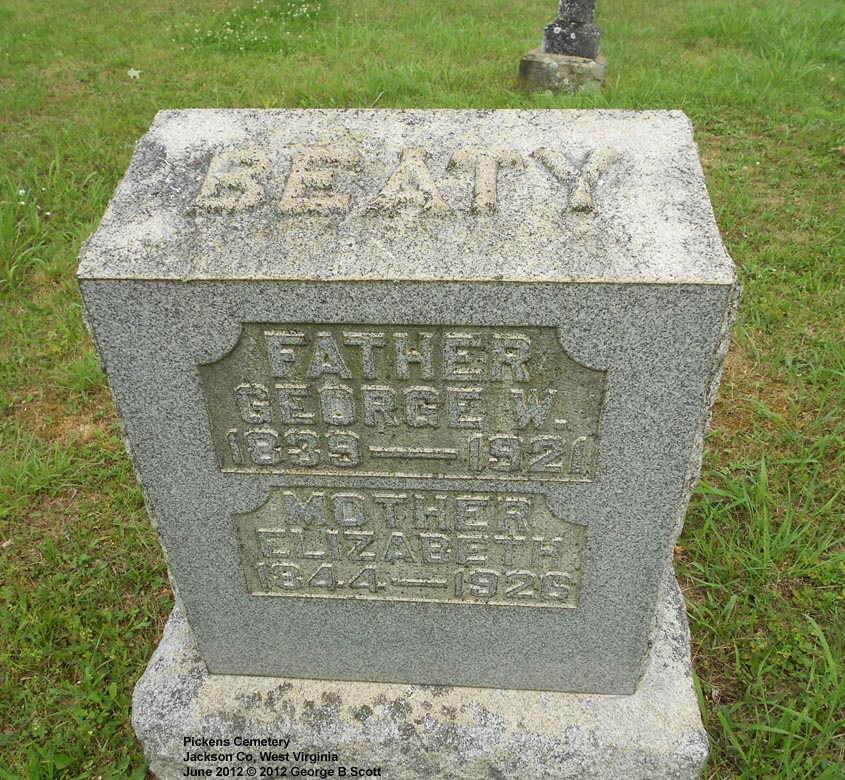 BEATY
FATHER
GEORGE W.
1839 — 1921
MOTHER
ELIZABETH
1844 — 1926
Pickens Cemetery
Jackson Co, West Virginia
June 2012 © 2012 George B Scott